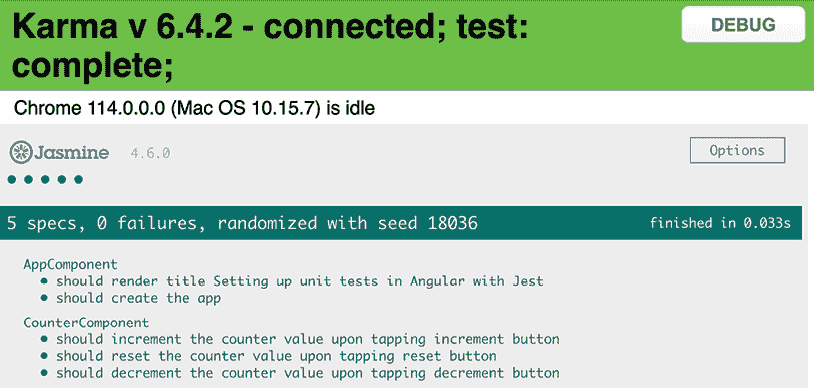 Karma v 6.4.2 - connected; test:
complete;
DEBUG
Chrome 114.0.0.0 (Mac OS 10.15.7) is idle
Jasmine 4.6.0
Options
5 specs, 0 failures, randomized with seed 18036
finished in 0.033s
AppComponent
• should render title Setting up unit tests in Angular with Jest
• should create the app
CounterComponent
• should increment the counter value upon tapping increment button
• should reset the counter value upon tapping reset button
• should decrement the counter value upon tapping decrement button